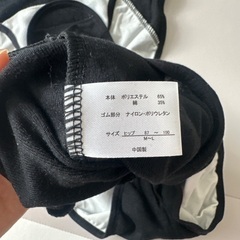 本体 ポリエステル 65%
綿 35%
ゴム部分 ナイロン・ポリウレタン
サイズ ヒップ 87 ～ 100
M～L
中国製